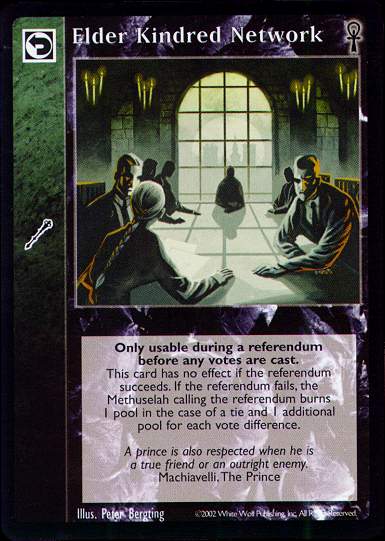 Elder Kindred Network
Only usable during a referendum
before any votes are cast.
This card has no effect if the referendum
succeeds. If the referendum fails, the
Methuselah calling the referendum burns
1 pool in the case of a tie and 1 additional
pool for each vote difference.
A prince is also respected when he is
a true friend or an outright enemy.
Machiavelli, The Prince
Illus. Peter Bergting
©2002 White Wolf Publishing, Inc. All Rights Reserved.